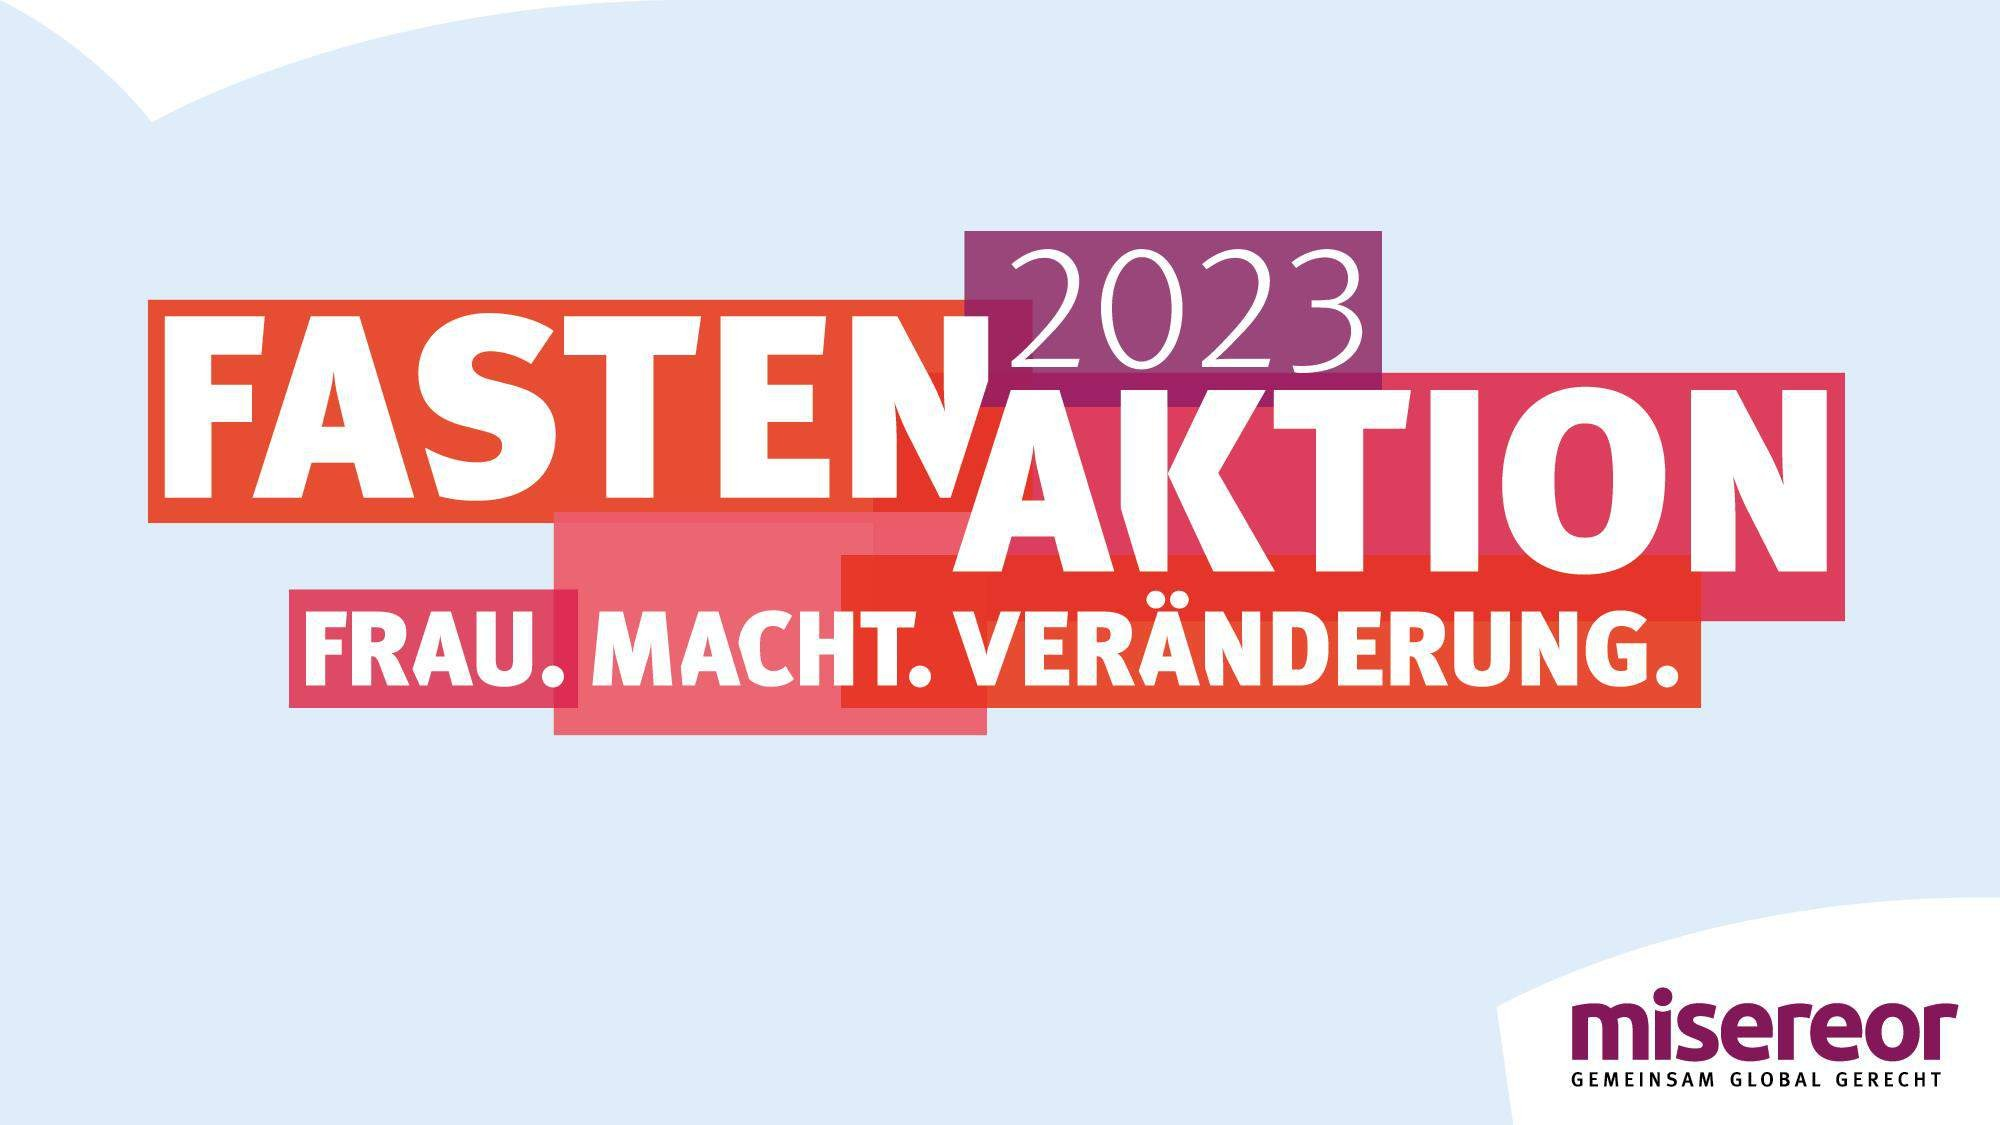 2023
FASTEN
AKTION
FRAU. MACHT. VERÄNDERUNG.
misereor
GEMEINSAM GLOBAL GERECHT